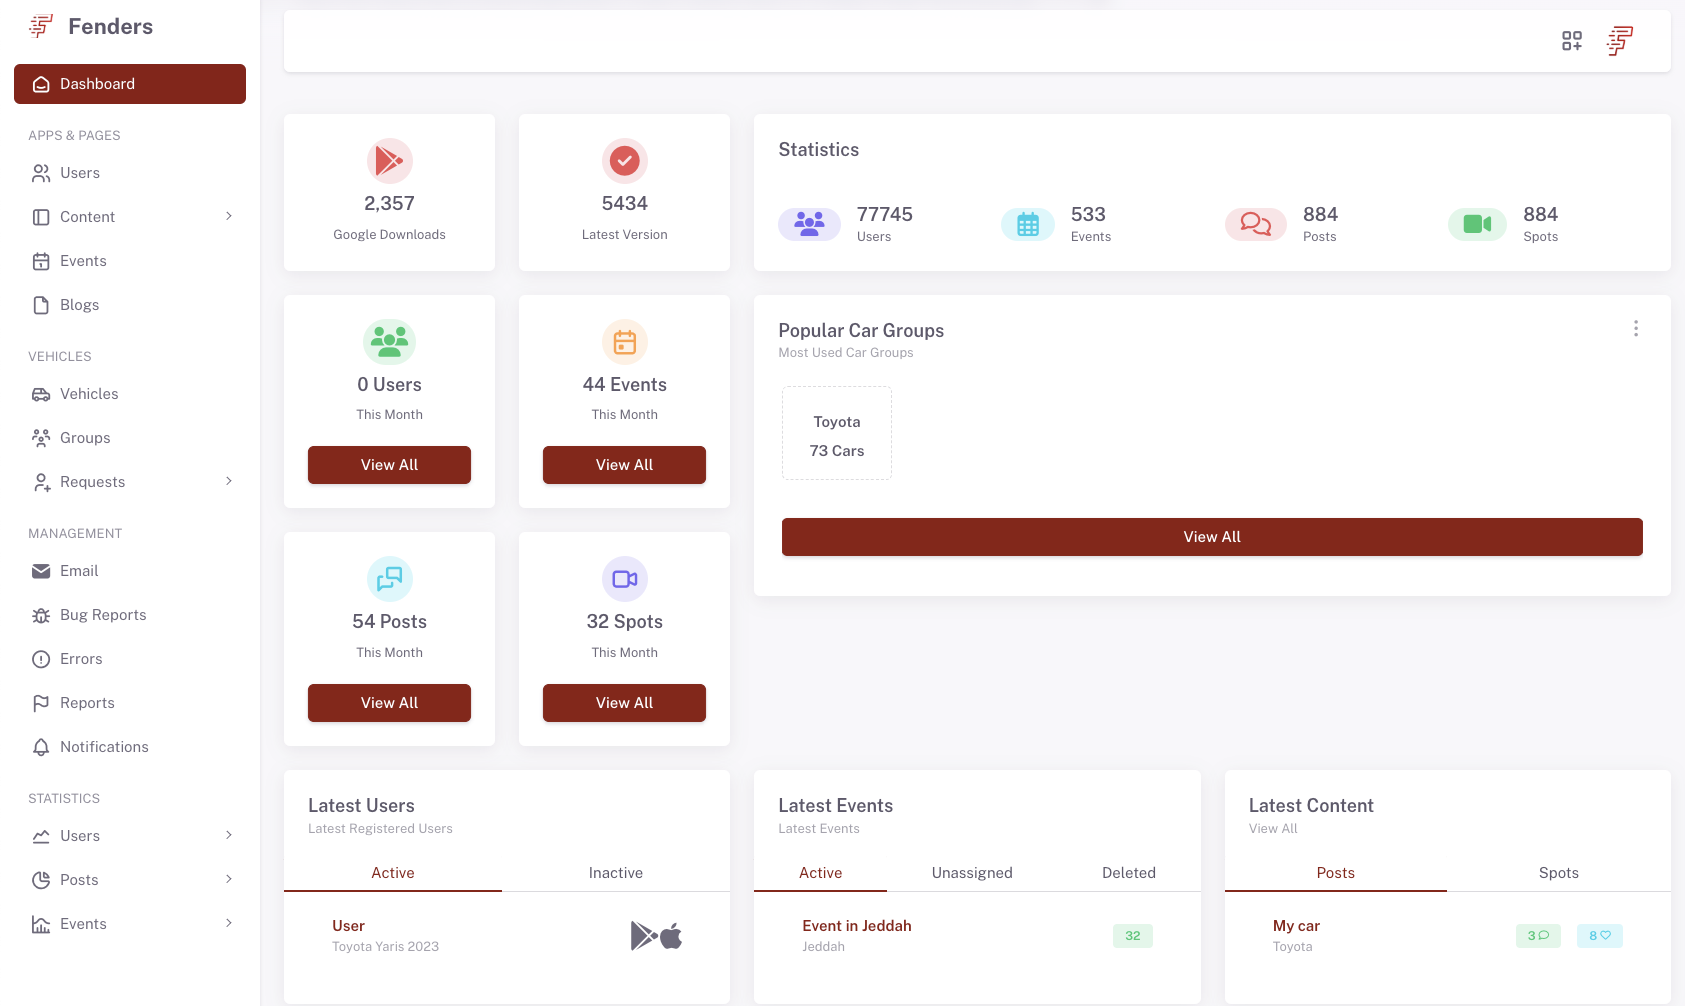 Fenders
Dashboard
APPS & PAGES
Users
Content
Events
Blogs
VEHICLES
Vehicles
Groups
Requests
MANAGEMENT
Email
Bug Reports
Errors
Reports
Notifications
STATISTICS
Users
Posts
Events
2,357
Google Downloads
5434
Latest Version
Statistics
77745
Users
533
Events
884
Posts
884
Spots
0 Users
This Month
View All
44 Events
This Month
View All
Popular Car Groups
Most Used Car Groups
Toyota
73 Cars
View All
54 Posts
This Month
View All
32 Spots
This Month
View All
Latest Users
Latest Registered Users
Active
Inactive
User
Toyota Yaris 2023
Latest Events
Latest Events
Active
Unassigned
Deleted
Event in Jeddah
Jeddah
32
Latest Content
View All
Posts
Spots
My car
Toyota
3
8